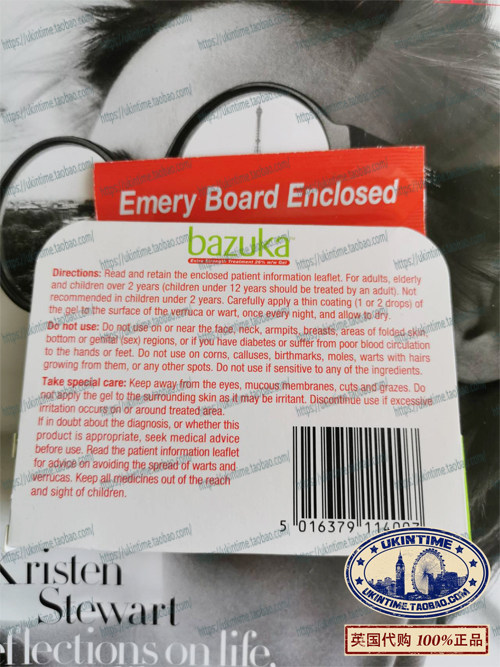 https://ukintime.taobao.com/
Emery Board Enclosed
bazuka
Extra Strength Treatment 26% w/w Gel
Directions: Read and retain the enclosed patient information leaflet. For adults, elderly
and children over 2 years (children under 12 years should be treated by an adult). Not
recommended in children under 2 years. Carefully apply a thin coating (1 or 2 drops) of
the gel to the surface of the verruca or wart, once every night, and allow to dry.
Do not use: Do not use on or near the face, neck, armpits, breasts, areas of folded skin,
bottom or genital (sex) regions, or if you have diabetes or suffer from poor blood circulation
to the hands or feet. Do not use on corns, calluses, birthmarks, moles, warts with hairs
growing from them, or any other spots. Do not use if sensitive to any of the ingredients.
Take special care: Keep away from the eyes, mucous membranes, cuts and grazes. Do
not apply the gel to the surrounding skin as it may be irritant. Discontinue use if excessive
irritation occurs on or around treated area.
If in doubt about the diagnosis, or whether this
product is appropriate, seek medical advice
before use. Read the patient information leaflet
for advice on avoiding the spread of warts and
verrucas. Keep all medicines out of the reach
and sight of children.
5 016379 114007
Kristen
Stewart
eflections on life,
UKINTIME
UKINTIME.TAOBAO.COM
英国代购 100%正品